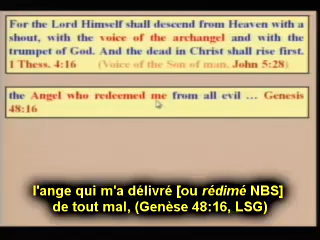 For the Lord Himself shall descend from Heaven with a
shout, with the voice of the archangel and with the
trumpet of God. And the dead in Christ shall rise first.
1 Thess. 4:16 (Voice of the Son of man, John 5:28)
the Angel who redeemed me from all evil ... Genesis
48:16
l'ange qui m'a délivré [ou rédimé NBS]
de tout mal, (Genèse 48:16, LSG)